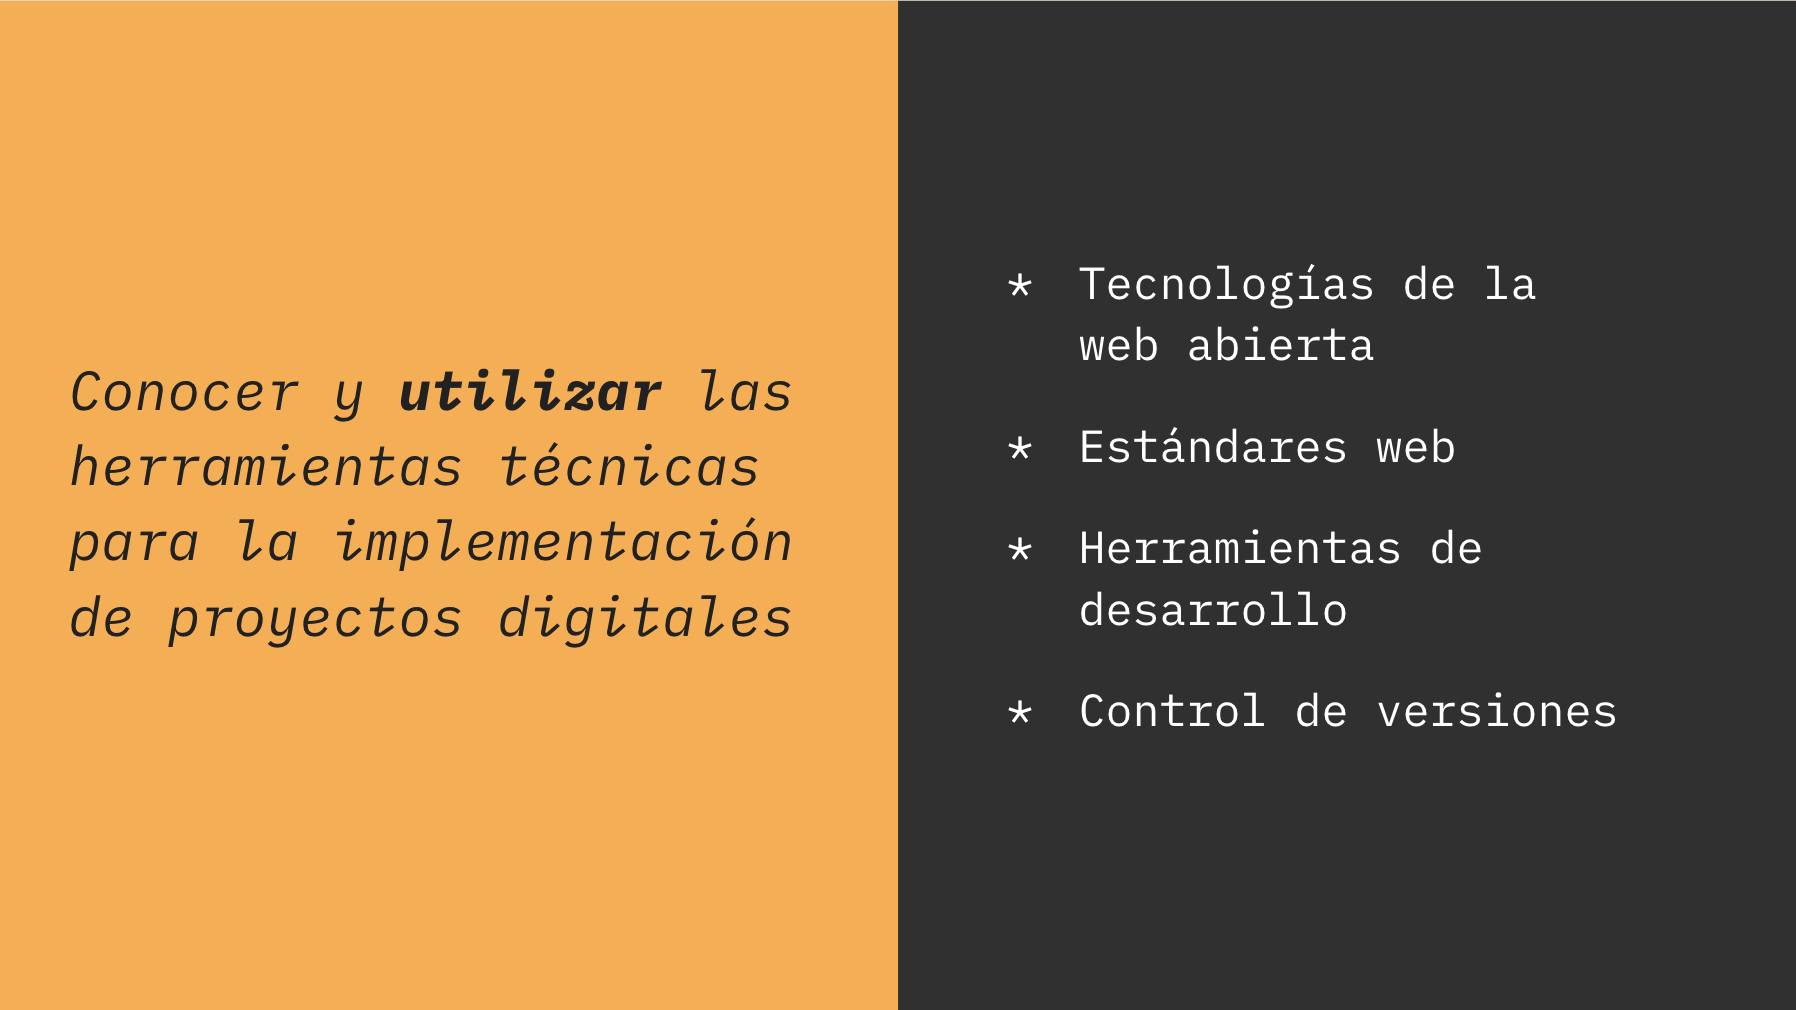 Conocer y utilizar las
herramientas técnicas
para la implementación
de proyectos digitales
* Tecnologías de la
web abierta
* Estándares web
* Herramientas de
desarrollo
* Control de versiones